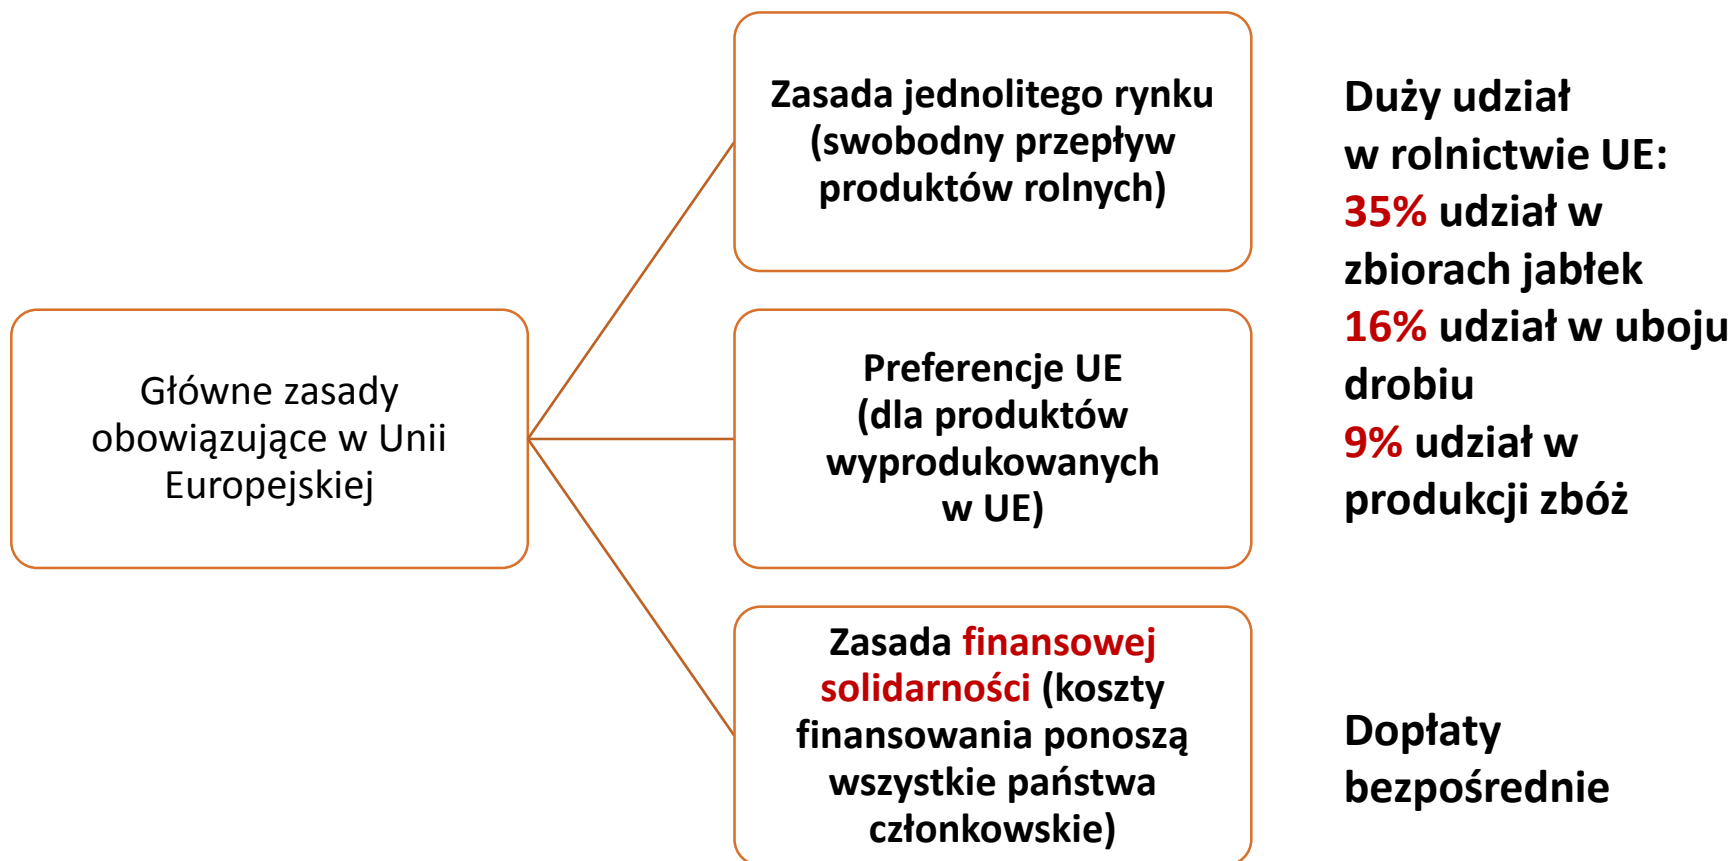 Główne zasady
obowiązujące w Unii
Europejskiej
Zasada jednolitego rynku
(swobodny przepływ
produktów rolnych)
Preferencje UE
(dla produktów
wyprodukowanych
w UE)
Zasada finansowej
solidarności (koszty
finansowania ponoszą
wszystkie państwa
członkowskie)
Duży udział
w rolnictwie UE:
35% udział w
zbiorach jabłek
16% udział w uboju
drobiu
9% udział w
produkcji zbóż
Dopłaty
bezpośrednie